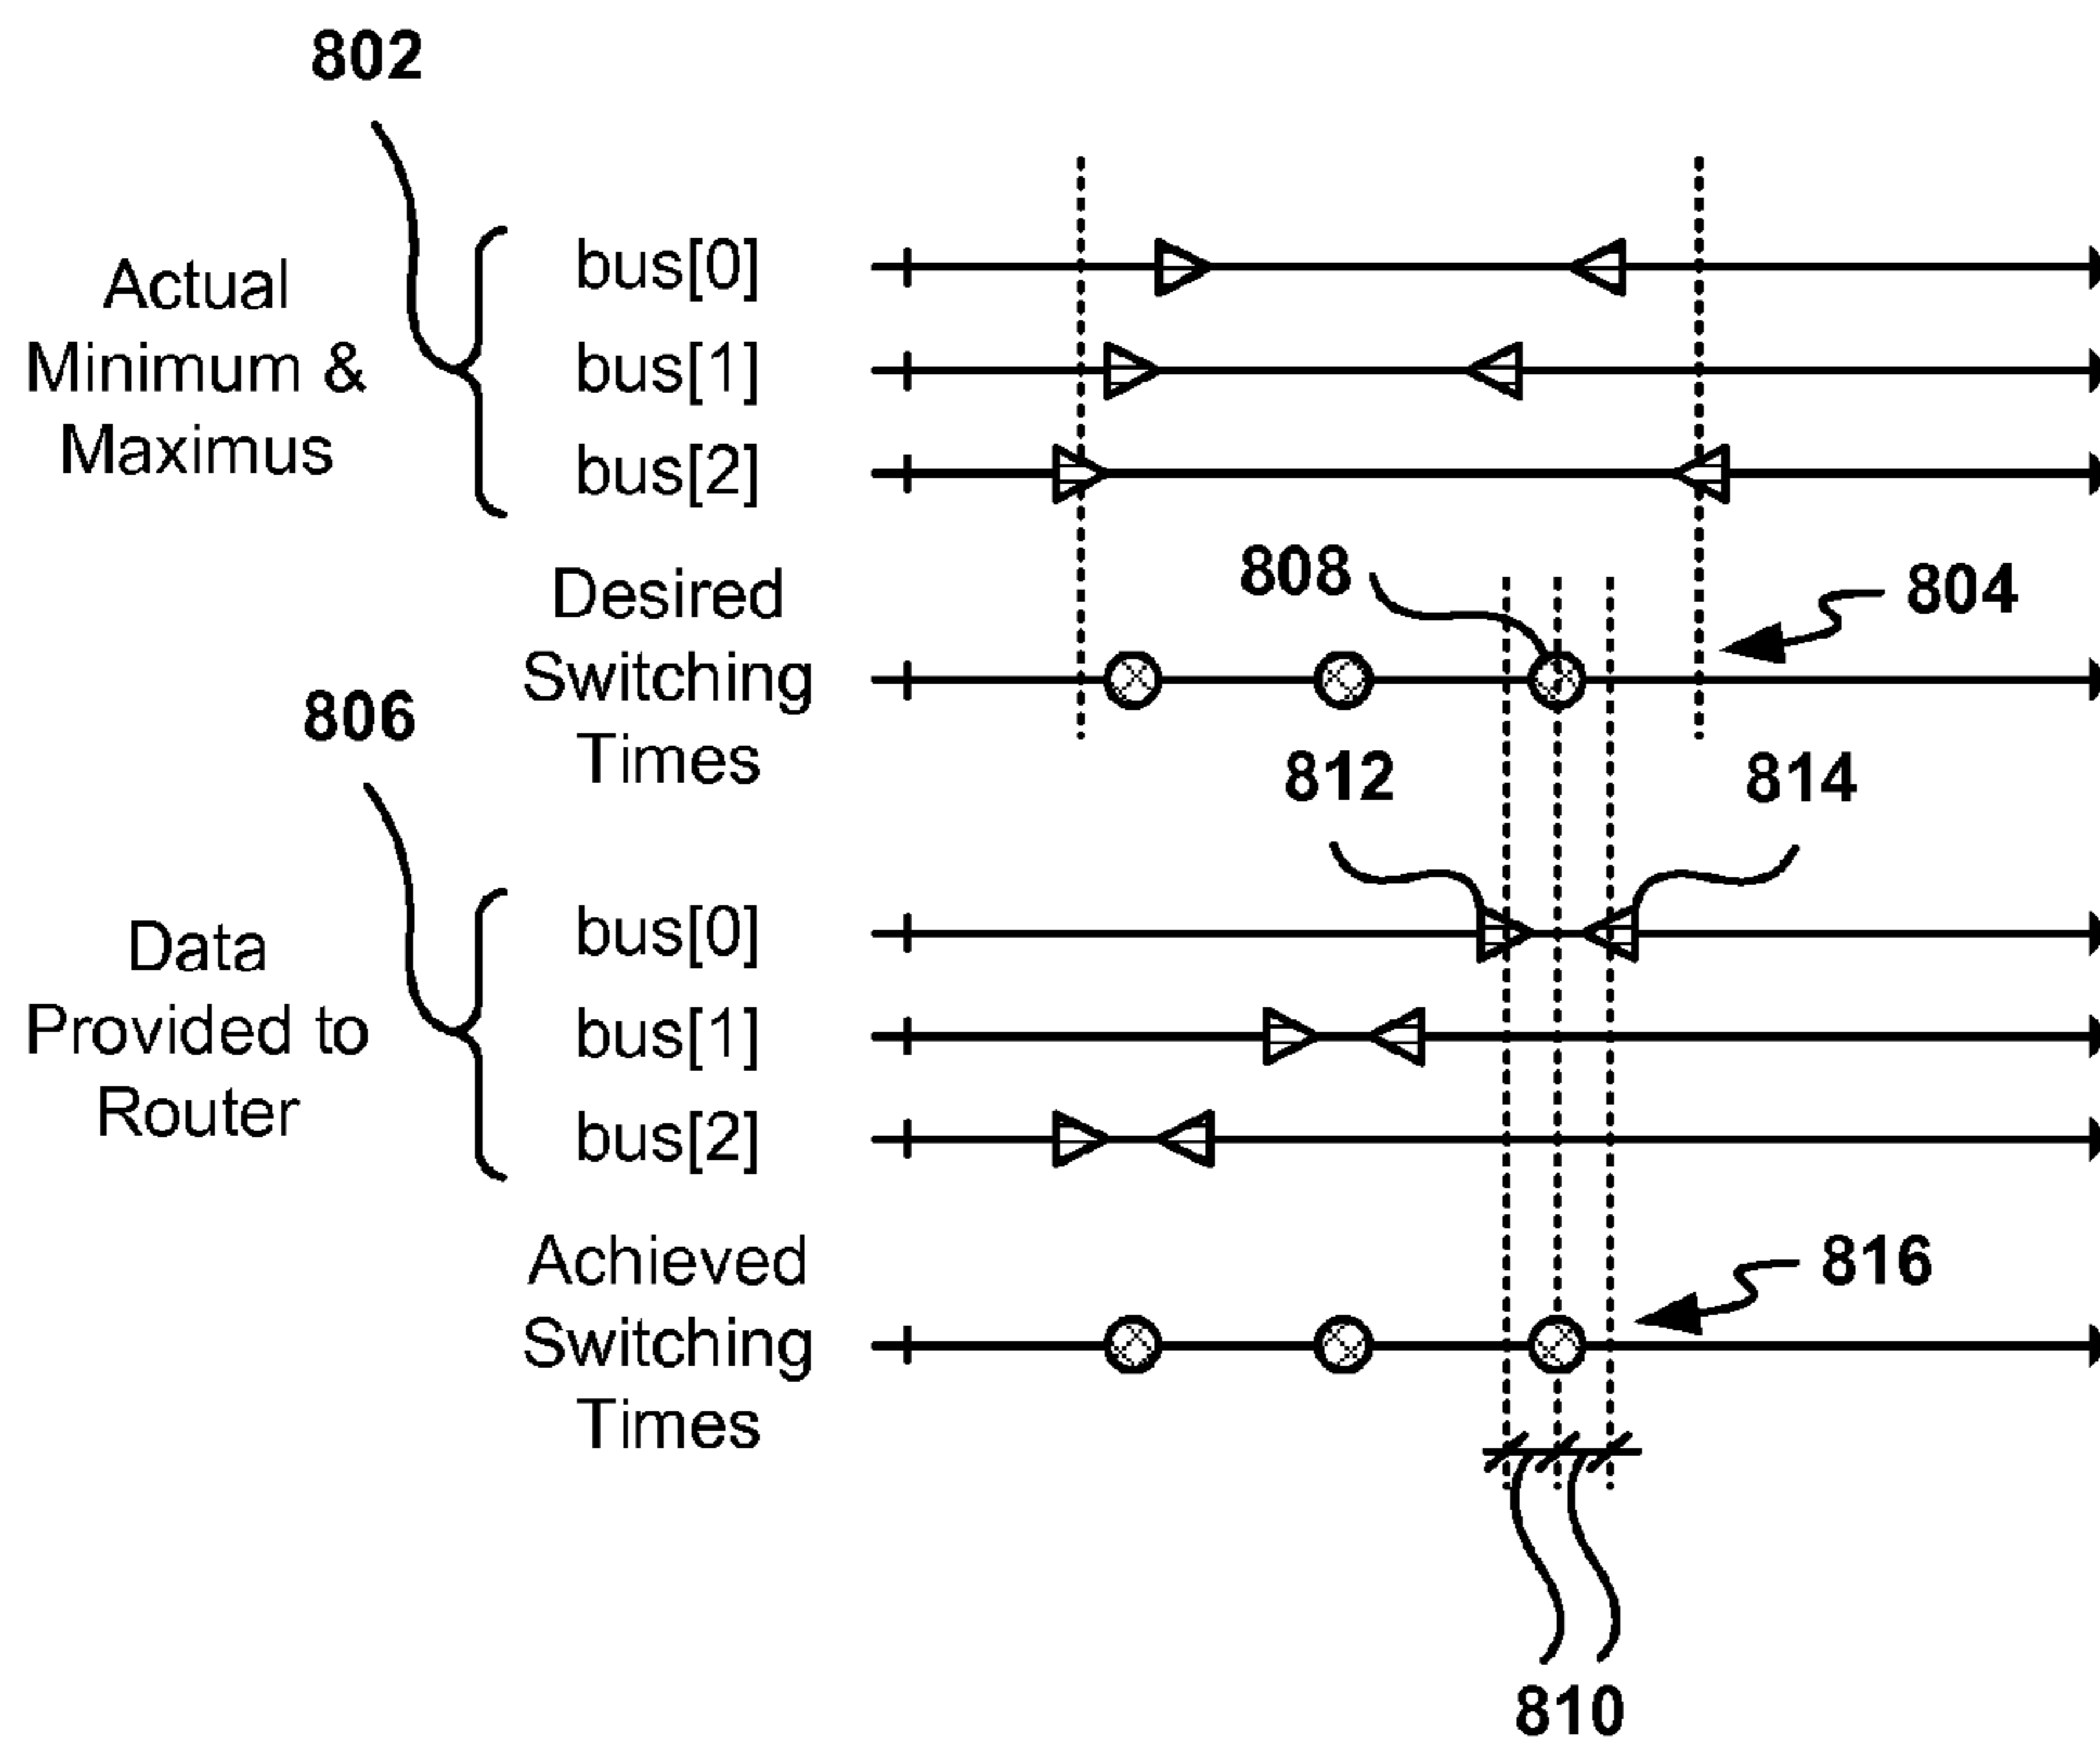 802
Actual
Minimum &
Maximus
bus[0]
bus[1]
bus[2]
Desired
Switching
Times
808
804
806
812
814
Data
Provided to
Router
bus[0]
bus[1]
bus[2]
Achieved
Switching
Times
816
810